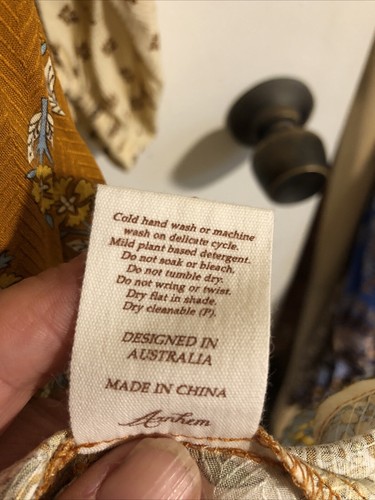 Cold hand wash or machine
wash on delicate cycle.
Mild plant based detergent.
Do not soak or bleach.
Do not tumble dry.
Do not wring or twist.
Dry flat in shade.
Dry cleanable (P).
DESIGNED IN
AUSTRALIA
MADE IN CHINA
Arnhem